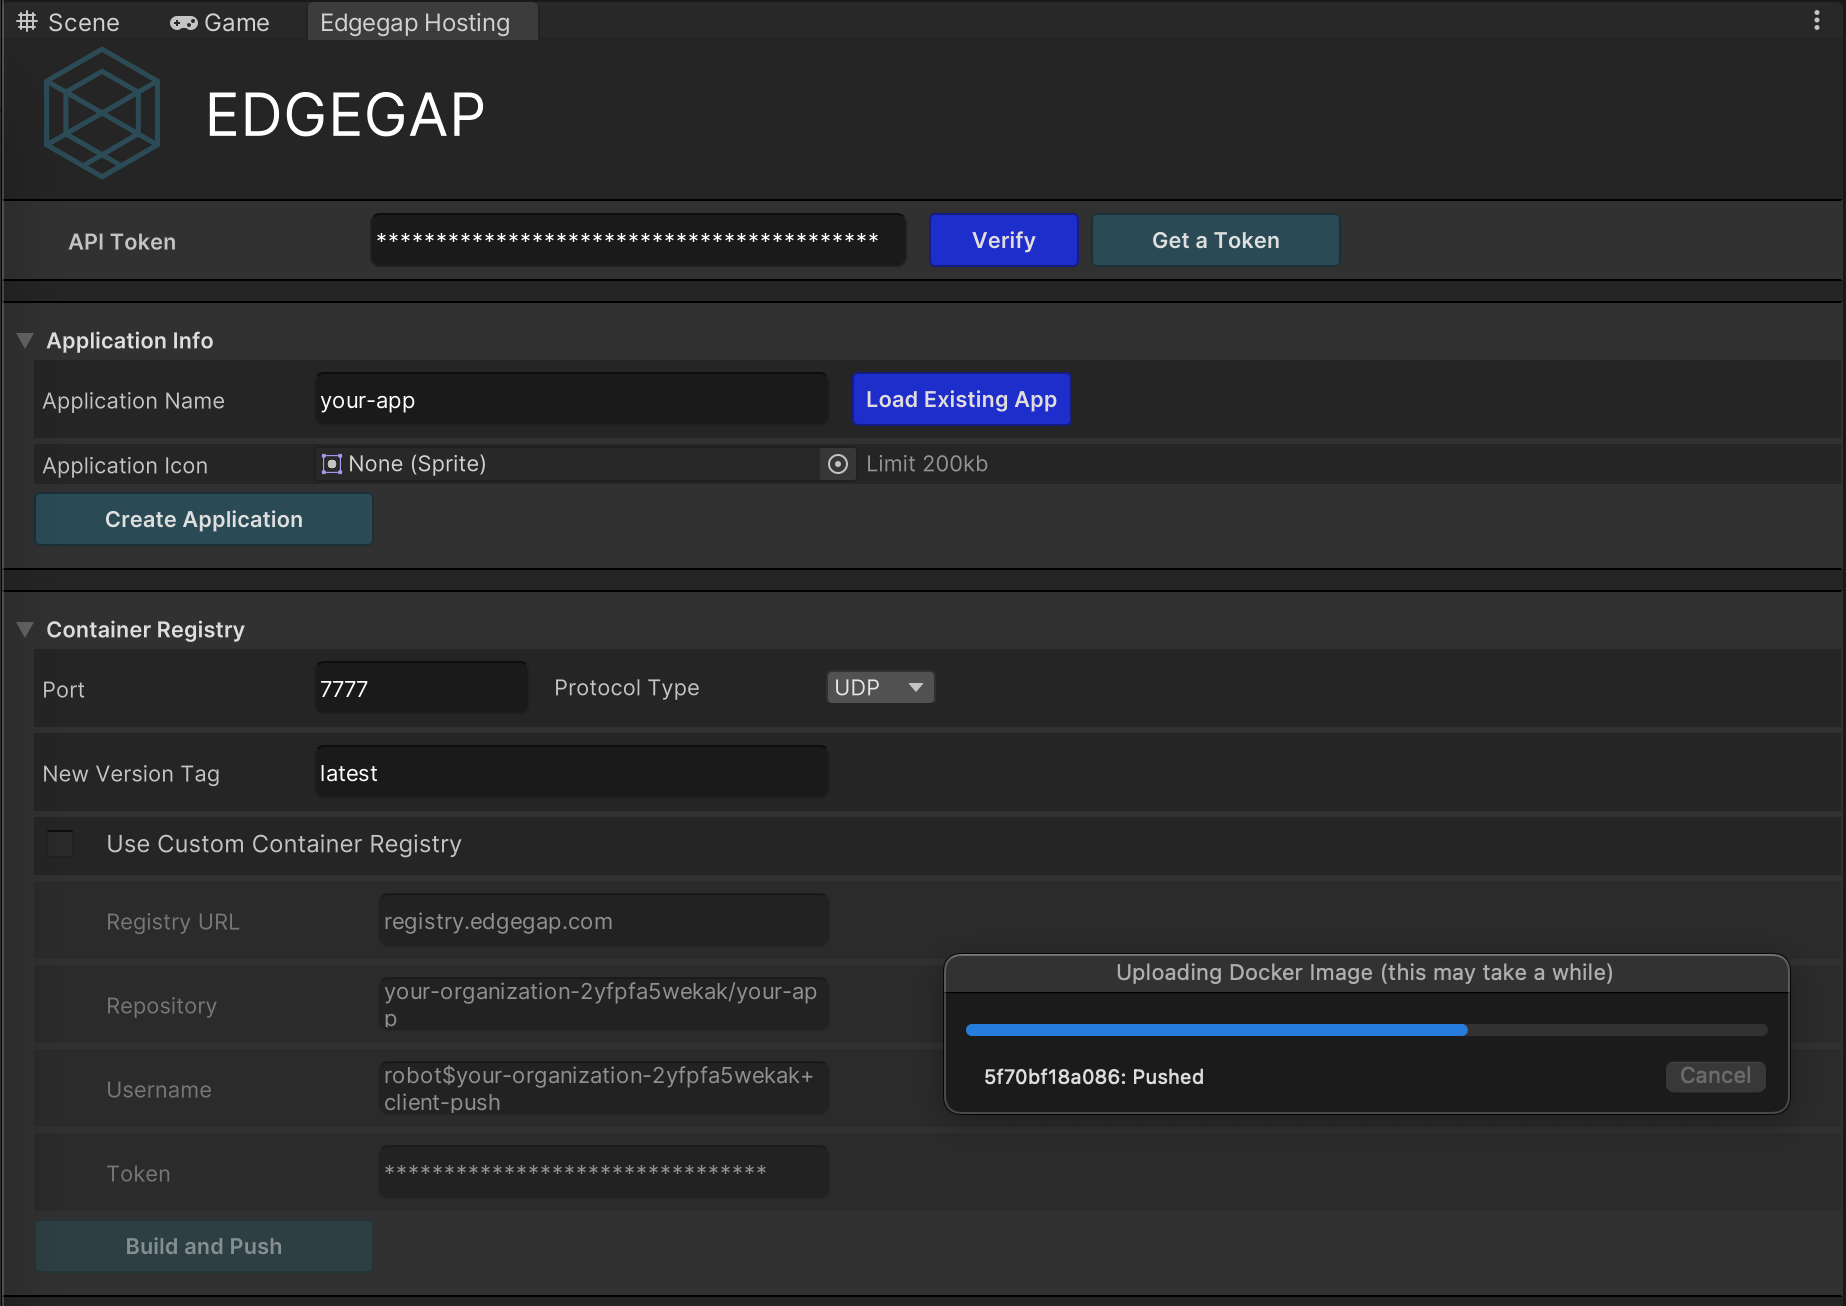 Scene
Game
Edgegap Hosting
EDGEGAP
API Token
******************************************
Verify
Get a Token
Application Info
Application Name
your-app
Load Existing App
Application Icon
None (Sprite)
Limit 200kb
Create Application
Container Registry
Port
7777
Protocol Type
UDP
New Version Tag
latest
Use Custom Container Registry
Registry URL
registry.edgegap.com
Repository
your-organization-2yfpfa5wekak/your-ap
p
Username
robot$your-organization-2yfpfa5wekak+
client-push
Token
********************************
Build and Push
Uploading Docker Image (this may take a while)
5f70bf18a086: Pushed
Cancel